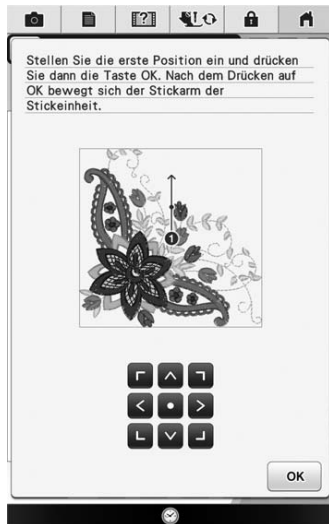 Stellen Sie die erste Position ein und drücken
Sie dann die Taste OK. Nach dem Drücken auf
OK bewegt sich der Stickarm der
Stickeinheit.
1
OK